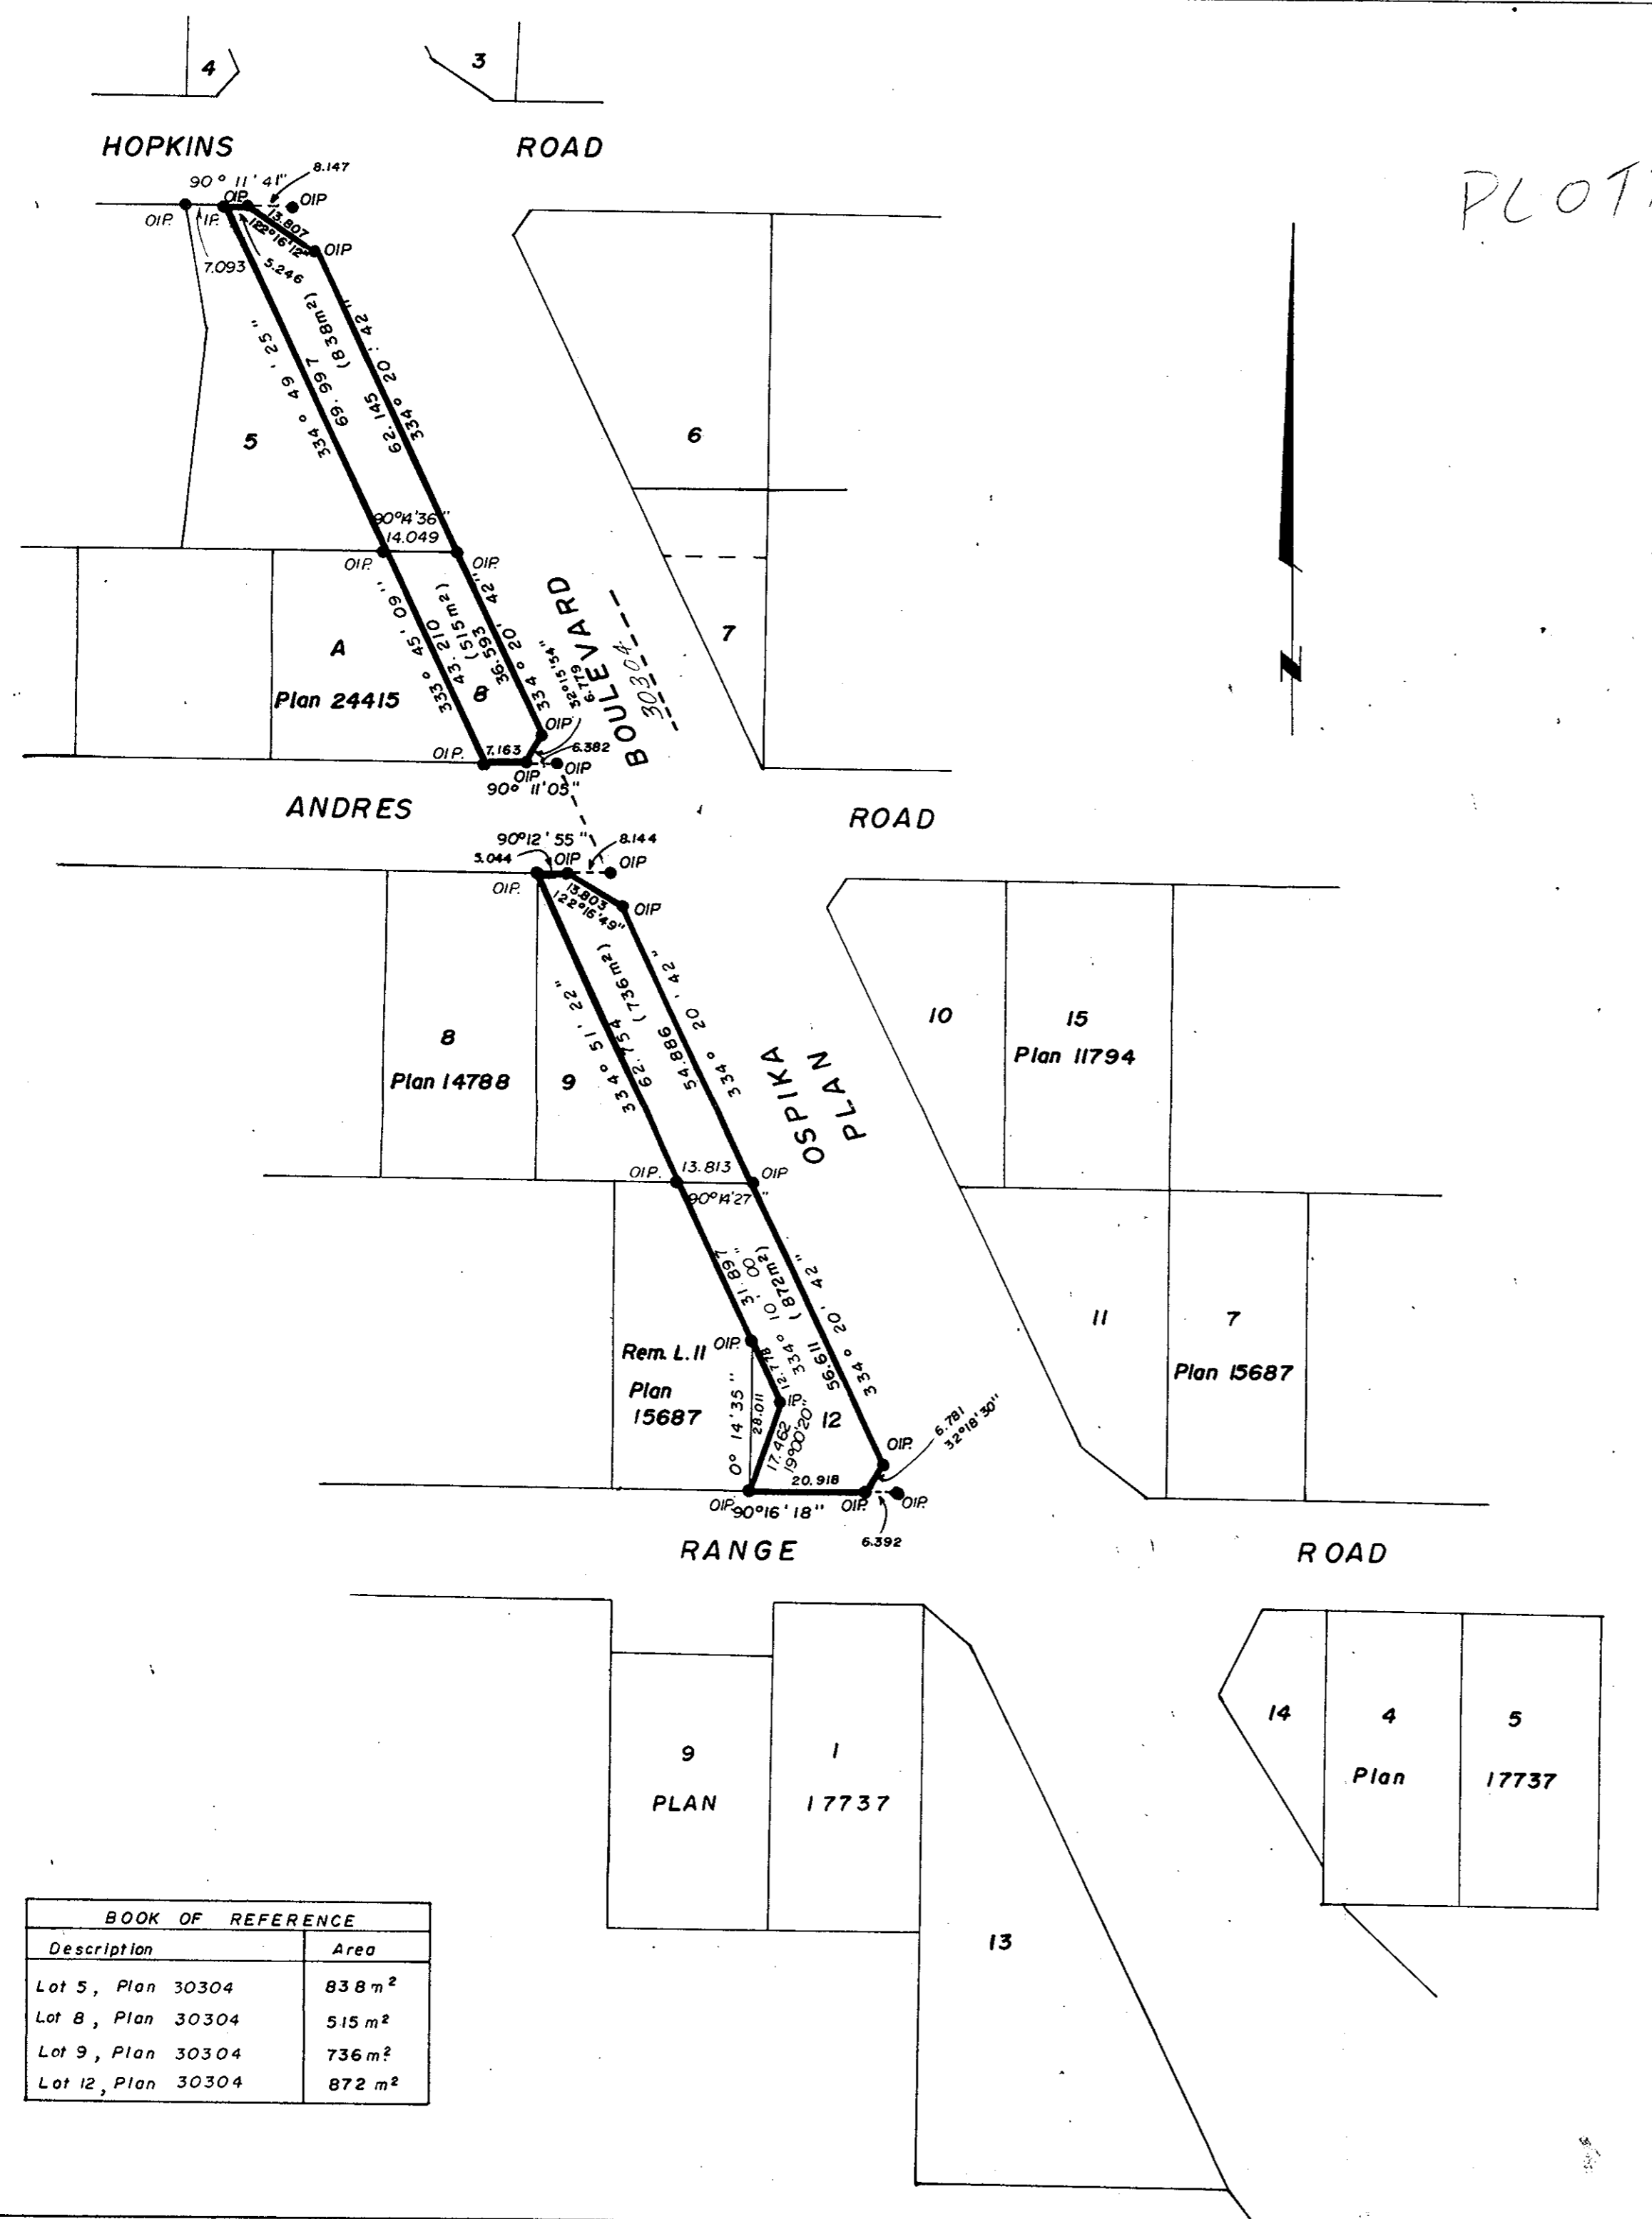 4
3
HOPKINS ROAD
PLOT
90° 11' 41"
8.147
OIP. IP. OIP. OIP
13.807
122°16'12"
OIP
7.093
5.246
334° 49' 25"
69.997
(838m2)
62.145
334° 20' 42"
5
6
90°14'36"
14.049
OIP. OIP.
7
A
Plan 24415
333° 45' 09"
43.210
(515m2)
8
36.593
334° 20' 42"
32°15'54"
6.779
BOULEVARD
30304
OIP
OIP. 7.163 6.382
OIP. OIP
90° 11'05"
ANDRES ROAD
90°12'55"
8.144
5.044
OIP OIP
OIP.
13.803
122°16'49"
OIP
8
Plan 14788
9
334° 51' 22"
62.754
(736m2)
54.886
334° 20' 42"
OSPIKA
PLAN
10
15
Plan 11794
OIP. 13.813 OIP
90°14'27"
31.897
334° 10' 00"
(872m2)
56.611
334° 20' 42"
11
7
Plan 15687
Rem. L.11
Plan
15687
OIP.
12.778
IP.
0° 14'35"
28.011
17.462
19°00'20"
12
6.781
32°18'30"
OIP.
20.918
OIP. 90°16'18" OIP. OIP.
6.392
RANGE ROAD
9
PLAN
1
17737
14
4
Plan
5
17737
13
BOOK OF REFERENCE
Description Area
Lot 5, Plan 30304 838 m²
Lot 8, Plan 30304 515 m²
Lot 9, Plan 30304 736 m²
Lot 12, Plan 30304 872 m²
N